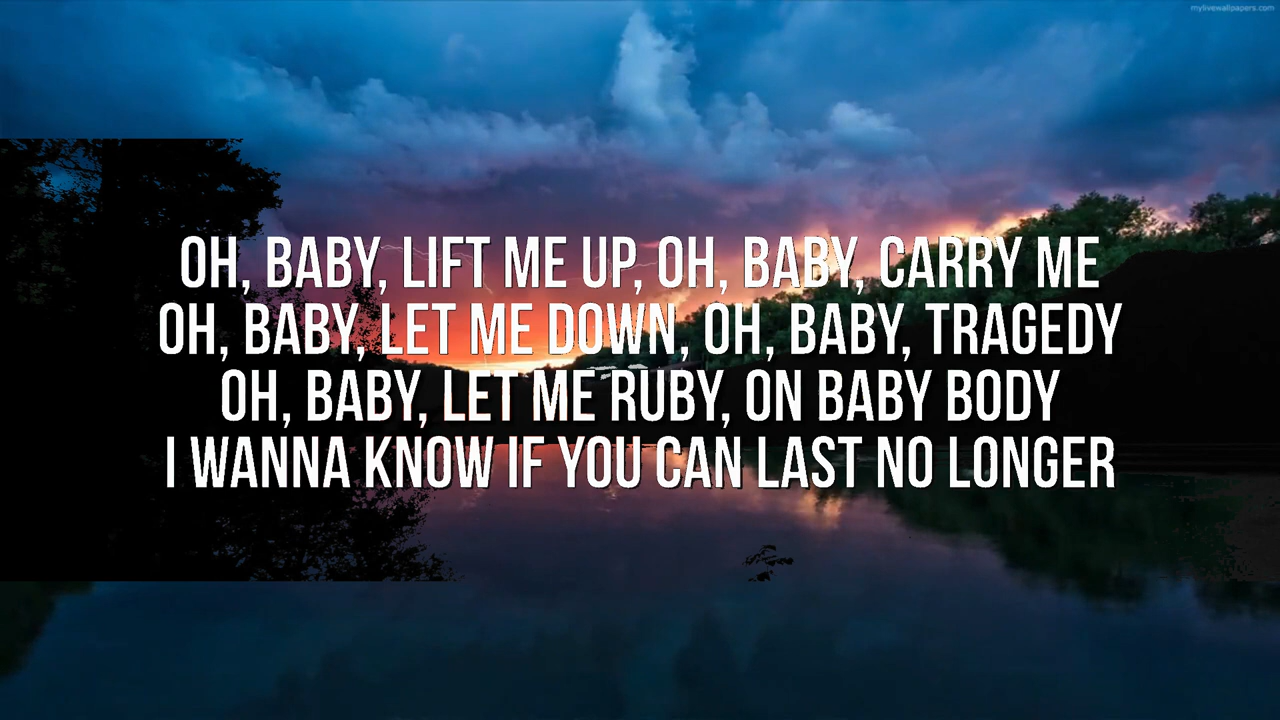 mylivewallpapers.com
OH, BABY, LIFT ME UP, OH, BABY, CARRY ME
OH, BABY, LET ME DOWN, OH, BABY, TRAGEDY
OH, BABY, LET ME RUBY, ON BABY BODY
I WANNA KNOW IF YOU CAN LAST NO LONGER